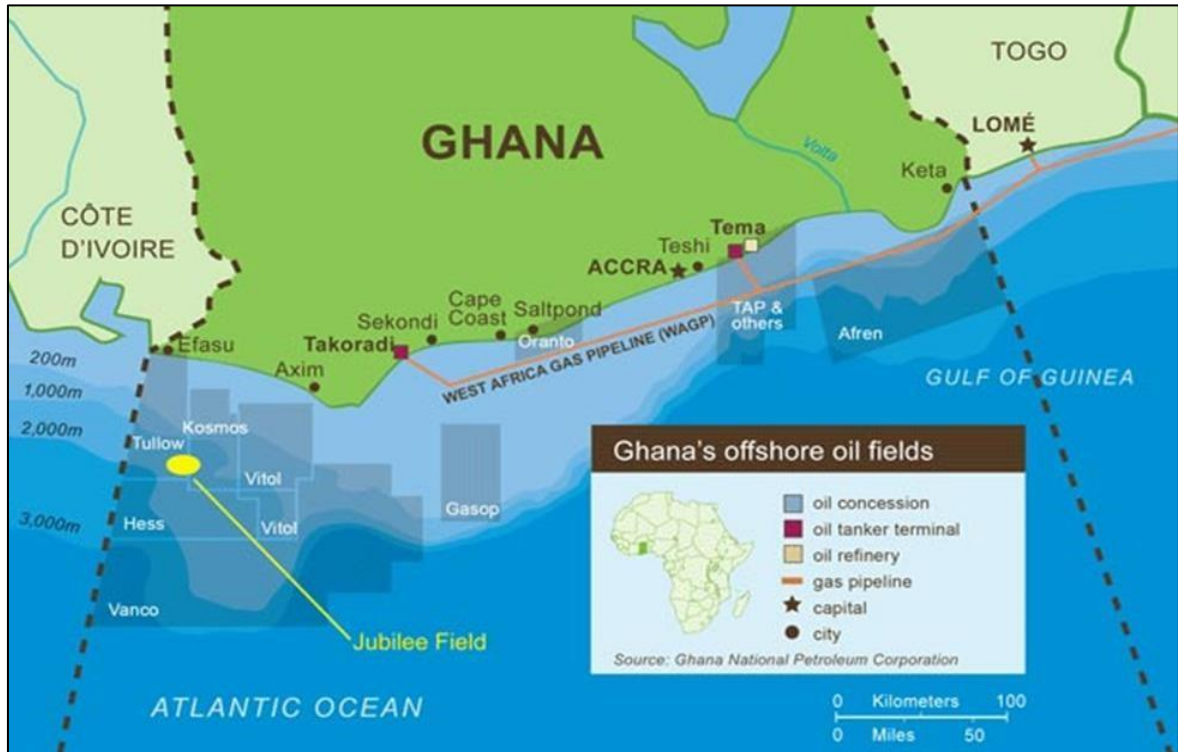 TOGO
LOMÉ
GHANA
Volta
Keta
CÔTE
D'IVOIRE
Tema
Teshi
ACCRA
Cape
Coast
Saltpond
Sekondi
Oranto
TAP &
others
Takoradi
Efasu
Afren
WEST AFRICA GAS PIPELINE (WAGP)
Axim
200m
1,000m
2,000m
3,000m
GULF OF GUINEA
Kosmos
Tullow
Vitol
Hess
Vitol
Gasop
Vanco
Jubilee Field
ATLANTIC OCEAN
Ghana's offshore oil fields
oil concession
oil tanker terminal
oil refinery
gas pipeline
capital
city
Source: Ghana National Petroleum Corporation
0 Kilometers 100
0 Miles 50